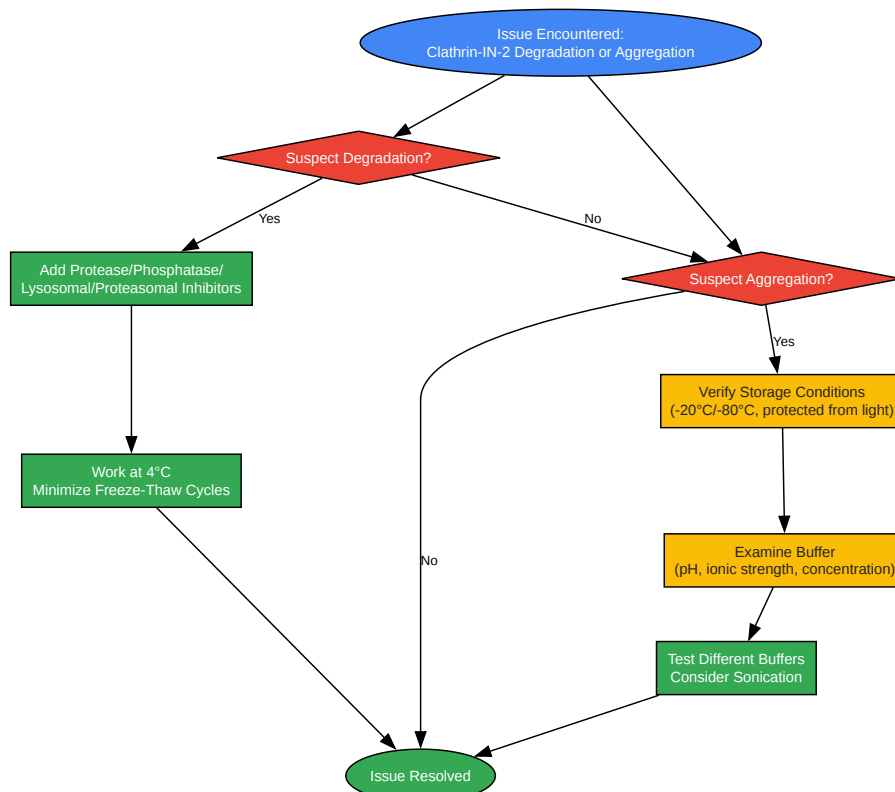 Issue Encountered:
Clathrin-IN-2 Degradation or Aggregation
Suspect Degradation?
Yes
No
Add Protease/Phosphatase/
Lysosomal/Proteasomal Inhibitors
Suspect Aggregation?
Yes
Verify Storage Conditions
(-20°C/-80°C, protected from light)
Work at 4°C
Minimize Freeze-Thaw Cycles
No
Examine Buffer
(pH, ionic strength, concentration)
Test Different Buffers
Consider Sonication
Issue Resolved